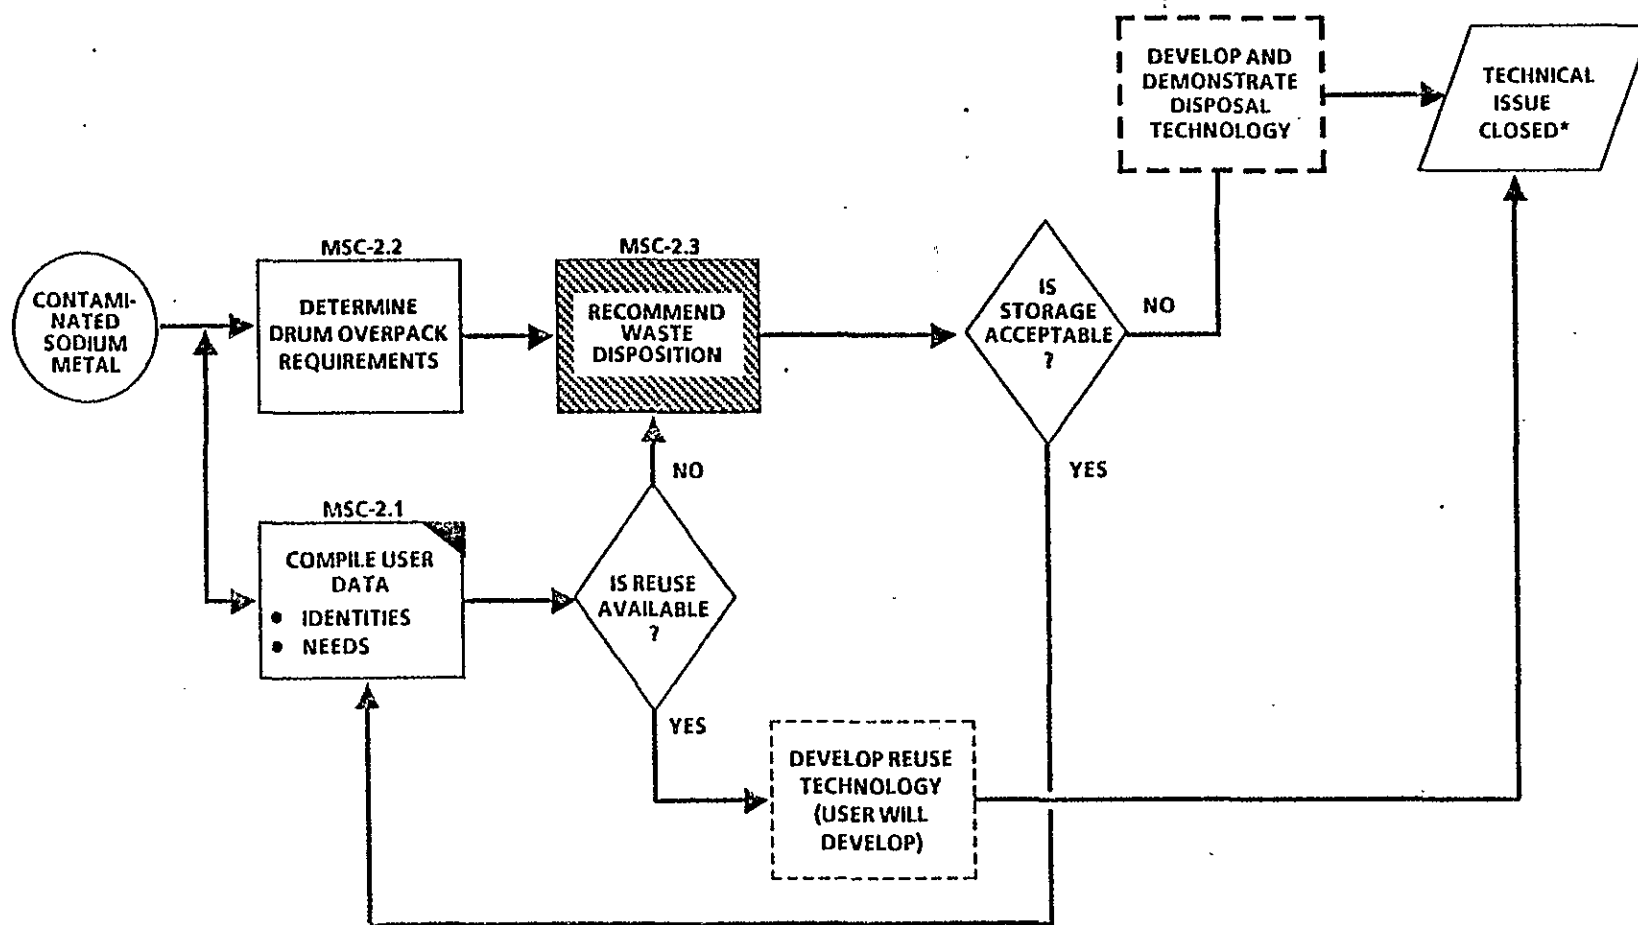 DEVELOP AND
DEMONSTRATE
DISPOSAL
TECHNOLOGY
TECHNICAL
ISSUE
CLOSED*
CONTAMI-
NATED
SODIUM
METAL
MSC-2.2
DETERMINE
DRUM OVERPACK
REQUIREMENTS
MSC-2.3
RECOMMEND
WASTE
DISPOSITION
IS
STORAGE
ACCEPTABLE
?
NO
YES
MSC-2.1
COMPILE USER
DATA
• IDENTITIES
• NEEDS
IS REUSE
AVAILABLE
?
NO
YES
DEVELOP REUSE
TECHNOLOGY
(USER WILL
DEVELOP)